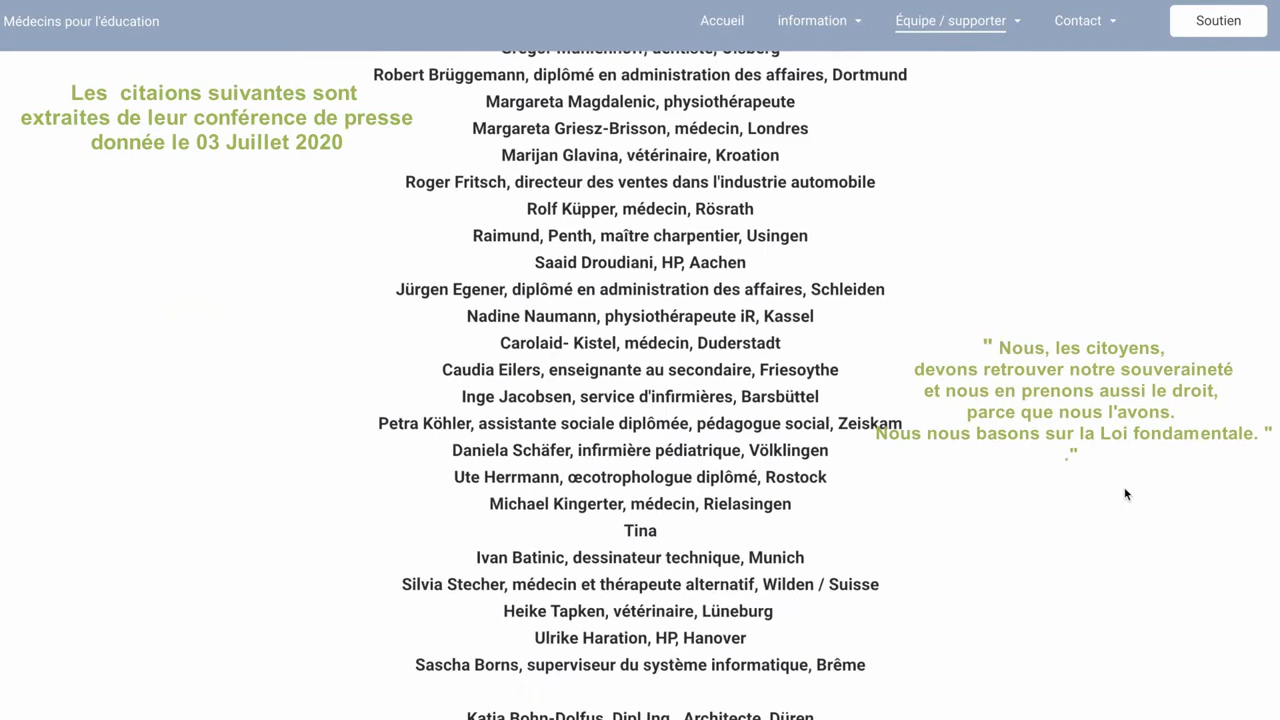 Médecins pour l'éducation
Accueil
information
Équipe / supporter
Contact
Soutien
Les citaions suivantes sont
extraites de leur conférence de presse
donnée le 03 Juillet 2020
Robert Brüggemann, diplômé en administration des affaires, Dortmund
Margareta Magdalenic, physiothérapeute
Margareta Griesz-Brisson, médecin, Londres
Marijan Glavina, vétérinaire, Kroation
Roger Fritsch, directeur des ventes dans l'industrie automobile
Rolf Küpper, médecin, Rösrath
Raimund, Penth, maître charpentier, Usingen
Saaid Droudiani, HP, Aachen
Jürgen Egener, diplômé en administration des affaires, Schleiden
Nadine Naumann, physiothérapeute iR, Kassel
Carolaid- Kistel, médecin, Duderstadt
Caudia Eilers, enseignante au secondaire, Friesoythe
Inge Jacobsen, service d'infirmières, Barsbüttel
Petra Köhler, assistante sociale diplômée, pédagogue social, Zeiskam
Daniela Schäfer, infirmière pédiatrique, Völklingen
Ute Herrmann, œcotrophologue diplômé, Rostock
Michael Kingerter, médecin, Rielasingen
Tina
Ivan Batinic, dessinateur technique, Munich
Silvia Stecher, médecin et thérapeute alternatif, Wilden / Suisse
Heike Tapken, vétérinaire, Lüneburg
Ulrike Haration, HP, Hanover
Sascha Borns, superviseur du système informatique, Brême
Katja Bohn-Dolfus, Dipl.Ing., Architecte, Düren
" Nous, les citoyens,
devons retrouver notre souveraineté
et nous en prenons aussi le droit,
parce que nous l'avons.
Nous nous basons sur la Loi fondamentale. "
."